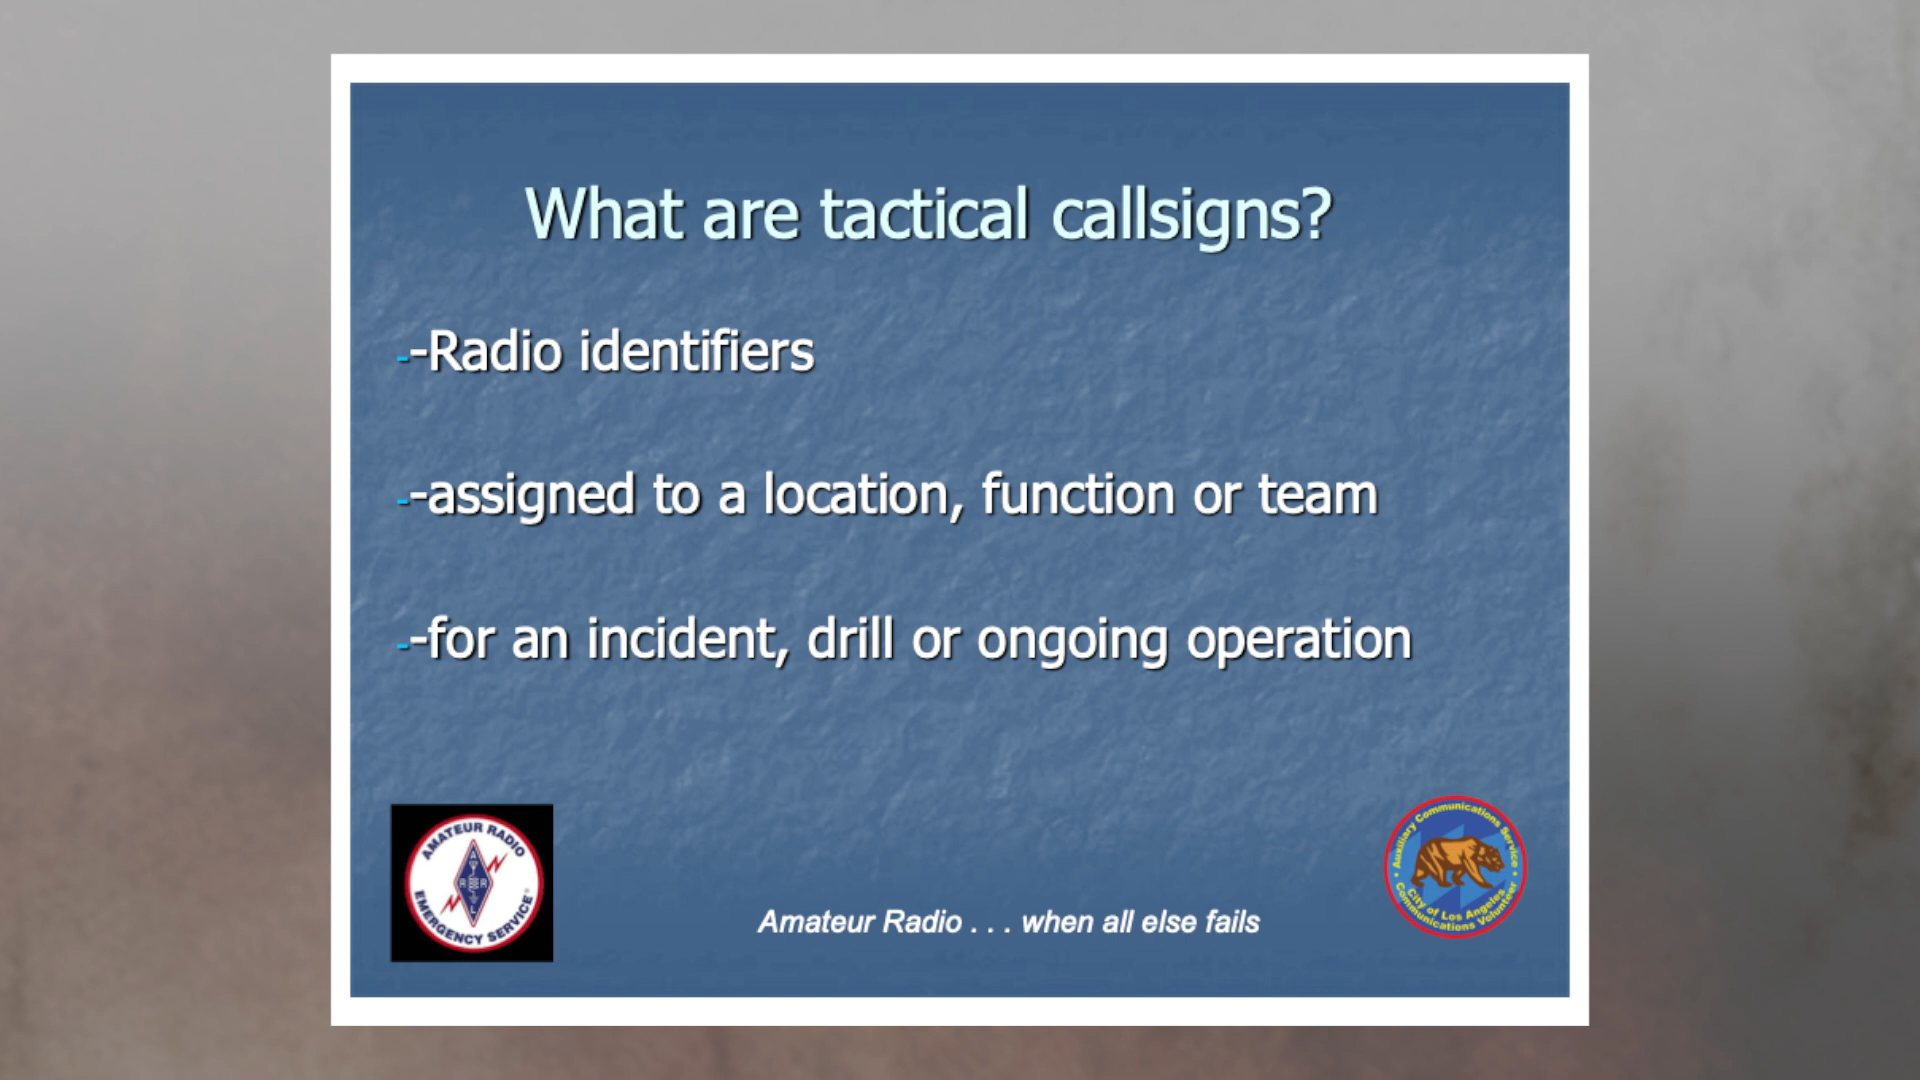 What are tactical callsigns?
--Radio identifiers
--assigned to a location, function or team
--for an incident, drill or ongoing operation
AMATEUR RADIO
EMERGENCY SERVICE
A
R R
L
Amateur Radio . . . when all else fails
Auxiliary Communications Service
City of Los Angeles
Communications Volunteer